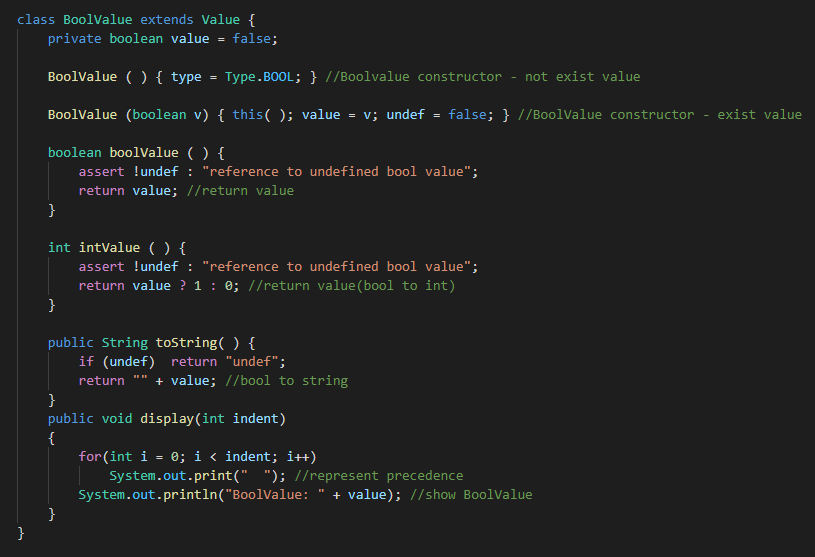 class BoolValue extends Value {
    private boolean value = false;

    BoolValue ( ) { type = Type.BOOL; } //Boolvalue constructor - not exist value

    BoolValue (boolean v) { this( ); value = v; undef = false; } //BoolValue constructor - exist value

    boolean boolValue ( ) {
        assert !undef : "reference to undefined bool value";
        return value; //return value
    }

    int intValue ( ) {
        assert !undef : "reference to undefined bool value";
        return value ? 1 : 0; //return value(bool to int)
    }

    public String toString( ) {
        if (undef)  return "undef";
        return "" + value; //bool to string
    }
    public void display(int indent)
    {
        for(int i = 0; i < indent; i++)
            System.out.print("  "); //represent precedence
        System.out.println("BoolValue: " + value); //show BoolValue
    }
}